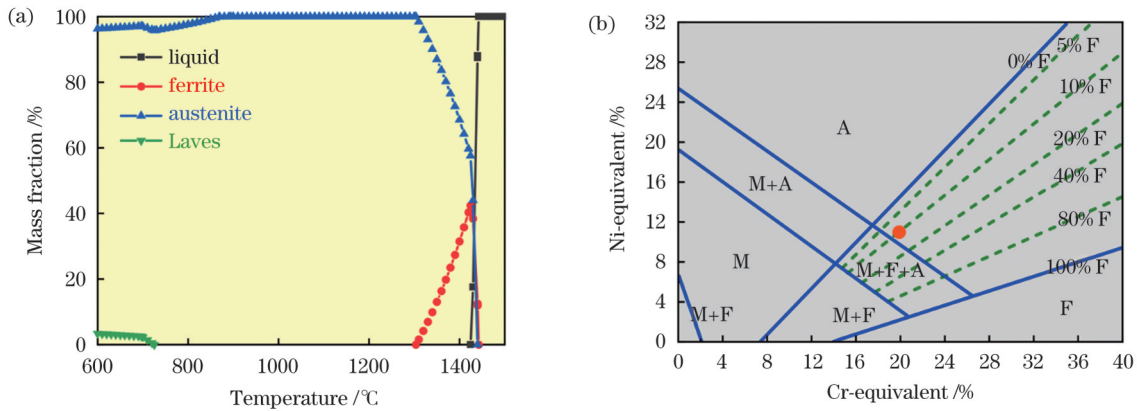 (a)
Mass fraction /%
100
80
60
40
20
0
liquid
ferrite
austenite
Laves
600
800
1000
1200
1400
Temperature /℃
(b)
Ni-equivalent /%
32
28
24
20
16
12
8
4
0
0% F
5% F
10% F
20% F
40% F
80% F
100% F
A
M+A
M
M+F+A
M+F
M+F
F
0
4
8
12
16
20
24
28
32
36
40
Cr-equivalent /%